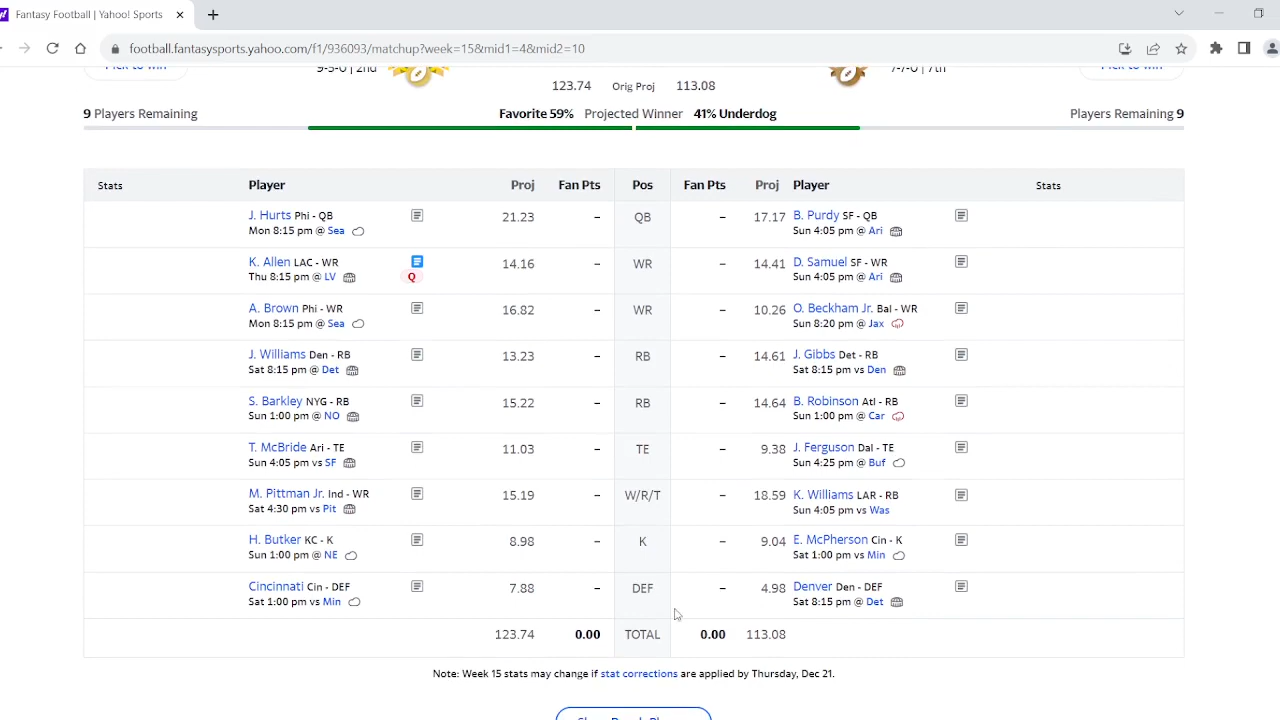 Fantasy Football | Yahoo! Sports
football.fantasysports.yahoo.com/f1/936093/matchup?week=15&mid1=4&mid2=10
9-5-0 | 2nd 7-7-0 | 7th
123.74 Orig Proj 113.08
9 Players Remaining Favorite 59% Projected Winner 41% Underdog Players Remaining 9
Stats Player Proj Fan Pts Pos Fan Pts Proj Player Stats
J. Hurts Phi - QB 21.23 – QB – 17.17 B. Purdy SF - QB
Mon 8:15 pm @ Sea Sun 4:05 pm @ Ari
K. Allen LAC - WR 14.16 – WR – 14.41 D. Samuel SF - WR
Thu 8:15 pm @ LV Q Sun 4:05 pm @ Ari
A. Brown Phi - WR 16.82 – WR – 10.26 O. Beckham Jr. Bal - WR
Mon 8:15 pm @ Sea Sun 8:20 pm @ Jax
J. Williams Den - RB 13.23 – RB – 14.61 J. Gibbs Det - RB
Sat 8:15 pm @ Det Sat 8:15 pm vs Den
S. Barkley NYG - RB 15.22 – RB – 14.64 B. Robinson Atl - RB
Sun 1:00 pm @ NO Sun 1:00 pm @ Car
T. McBride Ari - TE 11.03 – TE – 9.38 J. Ferguson Dal - TE
Sun 4:05 pm vs SF Sun 4:25 pm @ Buf
M. Pittman Jr. Ind - WR 15.19 – W/R/T – 18.59 K. Williams LAR - RB
Sat 4:30 pm vs Pit Sun 4:05 pm vs Was
H. Butker KC - K 8.98 – K – 9.04 E. McPherson Cin - K
Sun 1:00 pm @ NE Sat 1:00 pm vs Min
Cincinnati Cin - DEF 7.88 – DEF – 4.98 Denver Den - DEF
Sat 1:00 pm vs Min Sat 8:15 pm @ Det
123.74 0.00 TOTAL 0.00 113.08
Note: Week 15 stats may change if stat corrections are applied by Thursday, Dec 21.